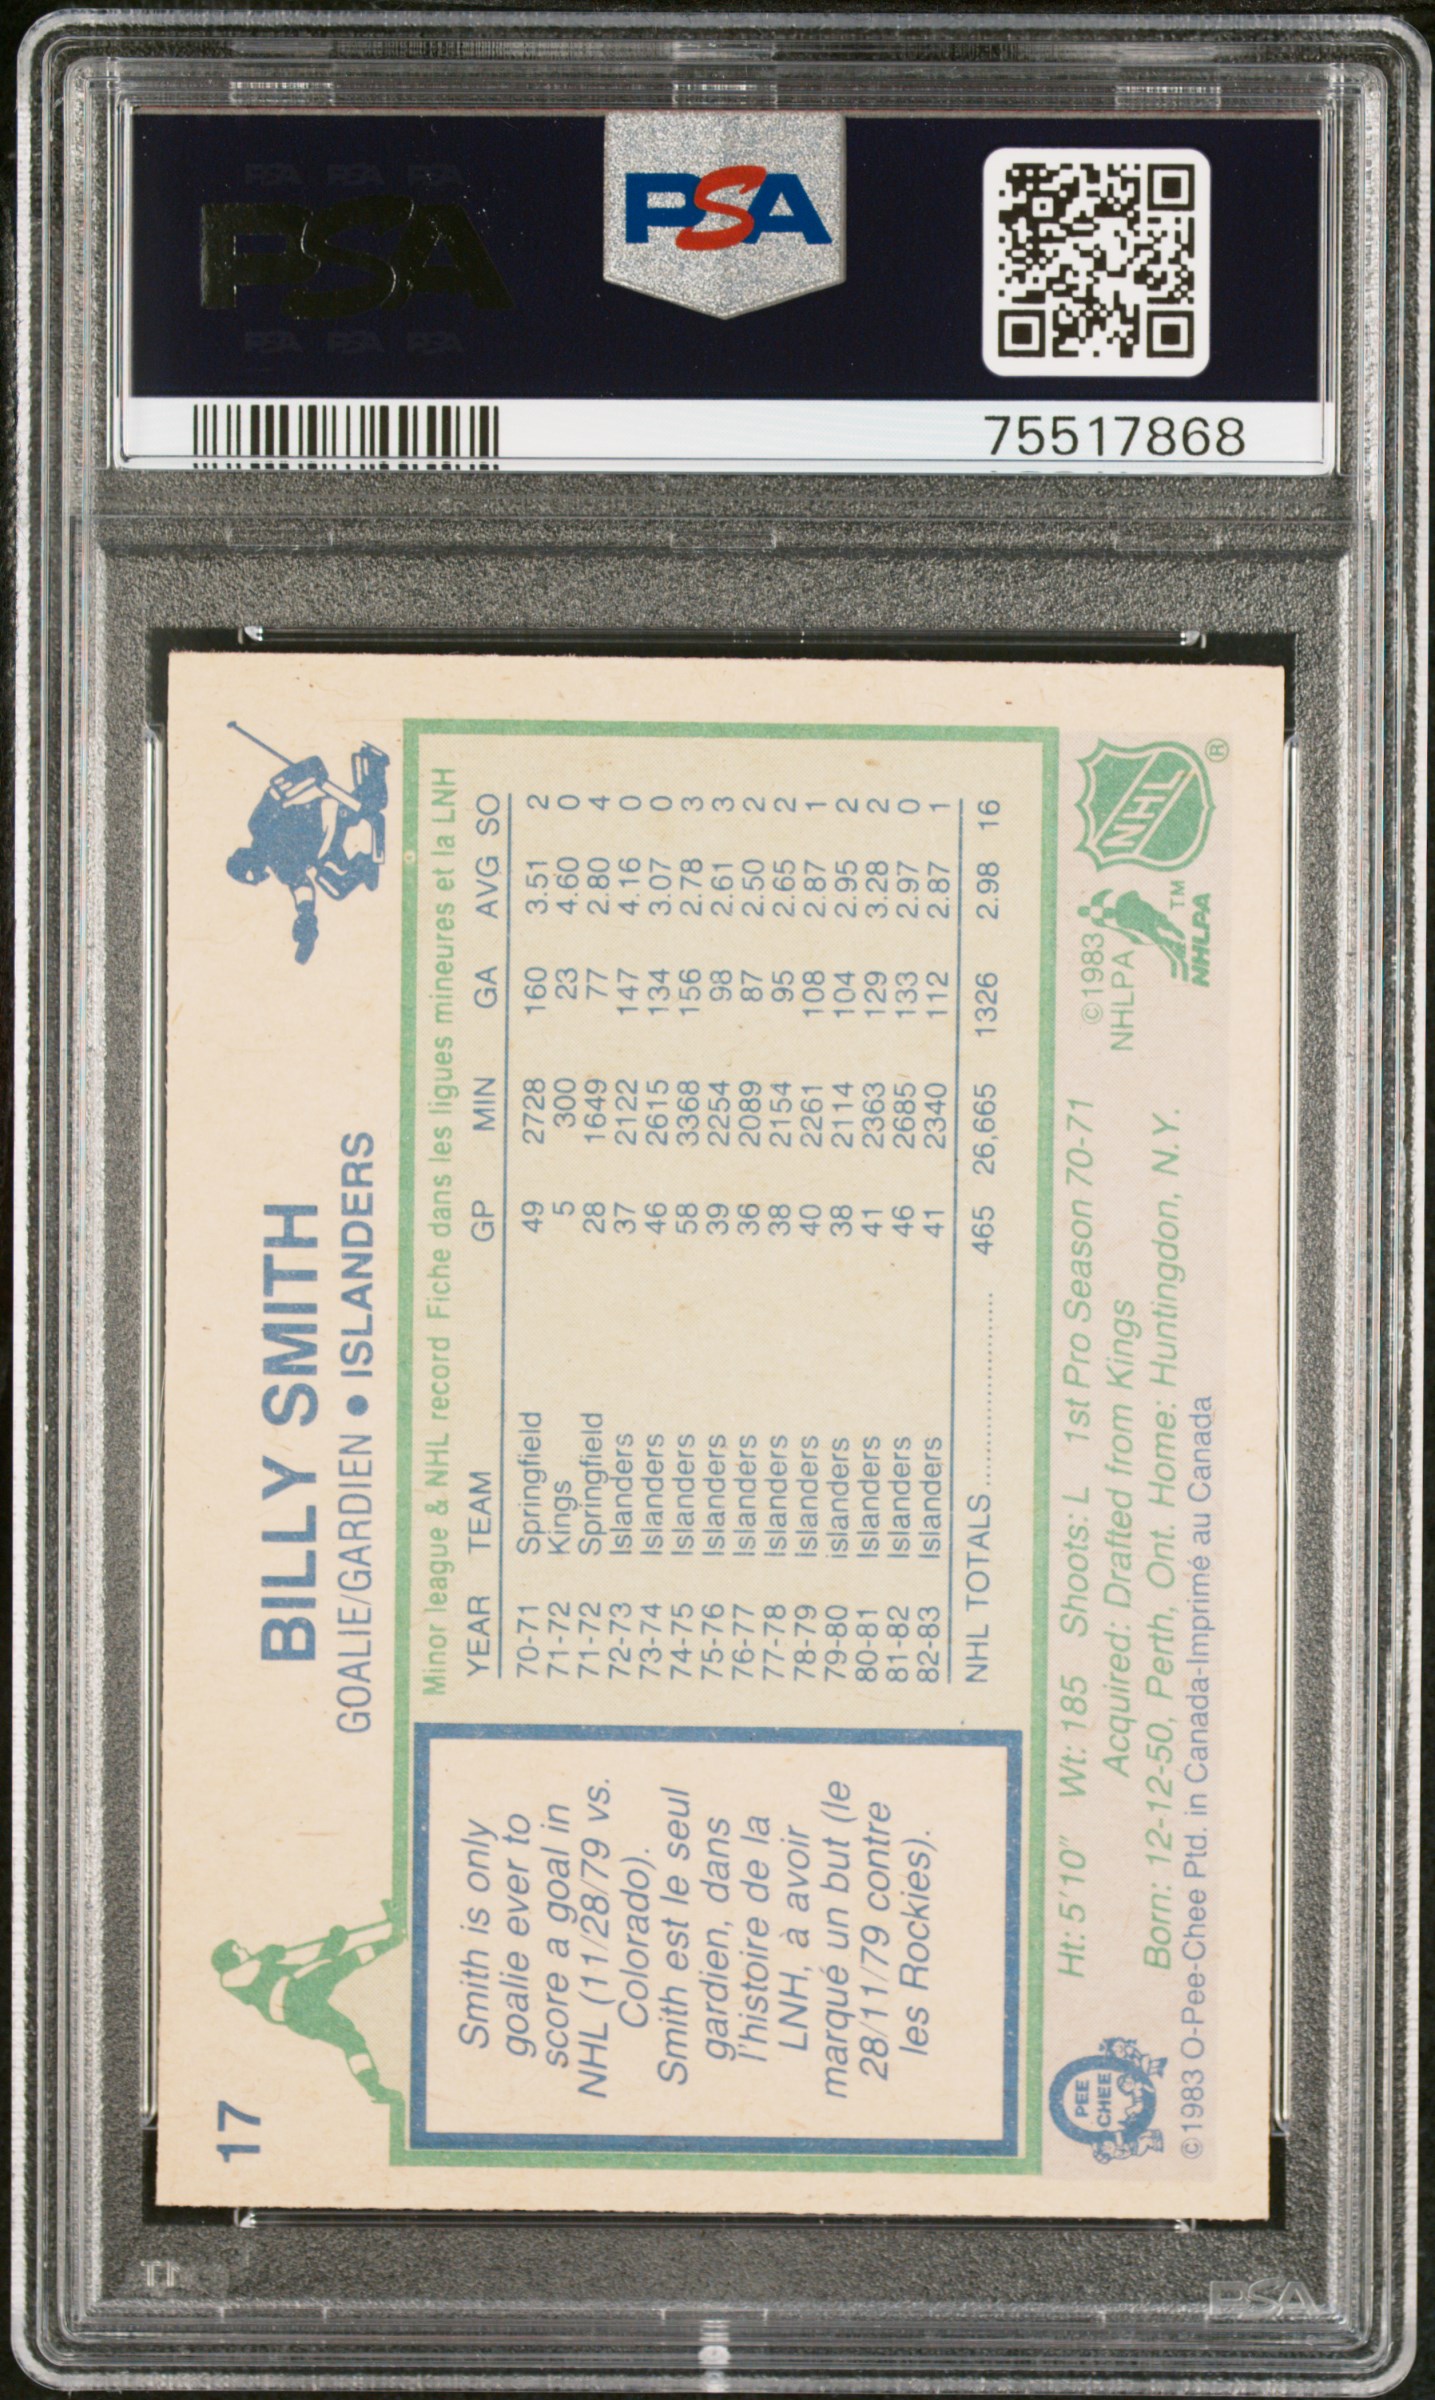 PSA PSA PSA
PSA
PSA PSA PSA
PSA
75517868
17
BILLY SMITH
GOALIE/GARDIEN • ISLANDERS
Smith is only
goalie ever to
score a goal in
NHL (11/28/79 vs.
Colorado).
Smith est le seul
gardien, dans
l'histoire de la
LNH, à avoir
marqué un but (le
28/11/79 contre
les Rockies).
Minor league & NHL record Fiche dans les ligues mineures et la LNH
YEAR TEAM GP MIN GA AVG SO
70-71 Springfield 49 2728 160 3.51 2
71-72 Kings 5 300 23 4.60 0
71-72 Springfield 28 1649 77 2.80 4
72-73 Islanders 37 2122 147 4.16 0
73-74 Islanders 46 2615 134 3.07 0
74-75 Islanders 58 3368 156 2.78 3
75-76 Islanders 39 2254 98 2.61 3
76-77 Islanders 36 2089 87 2.50 2
77-78 Islanders 38 2154 95 2.65 2
78-79 Islanders 40 2261 108 2.87 1
79-80 islanders 38 2114 104 2.95 2
80-81 Islanders 41 2363 129 3.28 2
81-82 Islanders 46 2685 133 2.97 0
82-83 Islanders 41 2340 112 2.87 1
NHL TOTALS .................... 465 26,665 1326 2.98 16
Ht: 5'10" Wt: 185 Shoots: L 1st Pro Season 70-71
Acquired: Drafted from Kings
Born: 12-12-50, Perth, Ont. Home: Huntingdon, N.Y.
©1983 O-Pee-Chee Ptd. in Canada-Imprimé au Canada
PEE
CHEE
©1983
NHLPA
TM
NHLPA
NHL
®
PSA